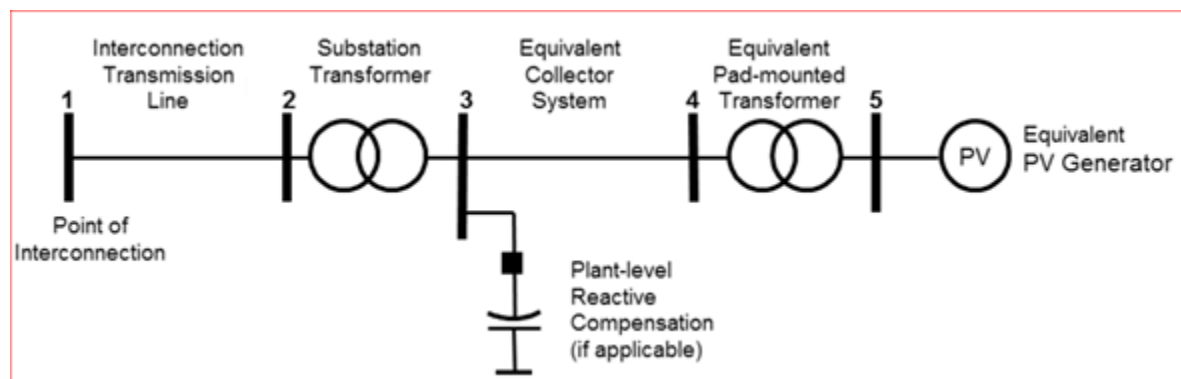 Interconnection
Transmission
Line
Substation
Transformer
Equivalent
Collector
System
Equivalent
Pad-mounted
Transformer
1
2
3
4
5
PV
Equivalent
PV Generator
Point of
Interconnection
Plant-level
Reactive
Compensation
(if applicable)